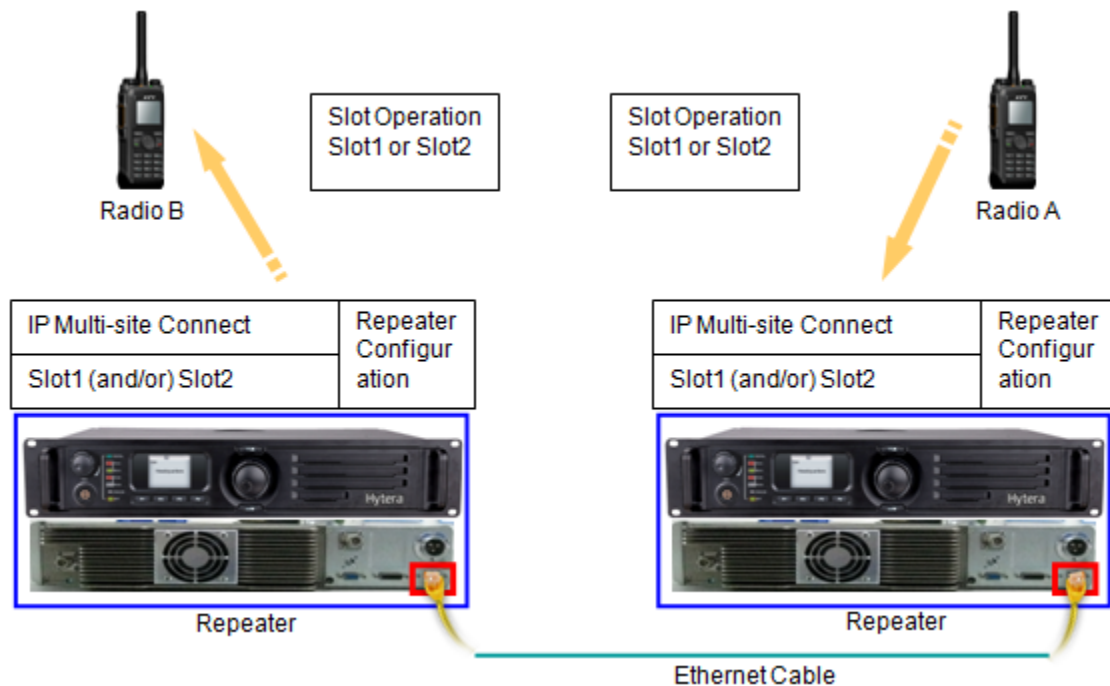 Slot Operation
Slot1 or Slot2
Slot Operation
Slot1 or Slot2
Radio B
Radio A
IP Multi-site Connect
Slot1 (and/or) Slot2
Repeater
Configur
ation
IP Multi-site Connect
Slot1 (and/or) Slot2
Repeater
Configur
ation
Hytera
Hytera
Repeater
Repeater
Ethernet Cable